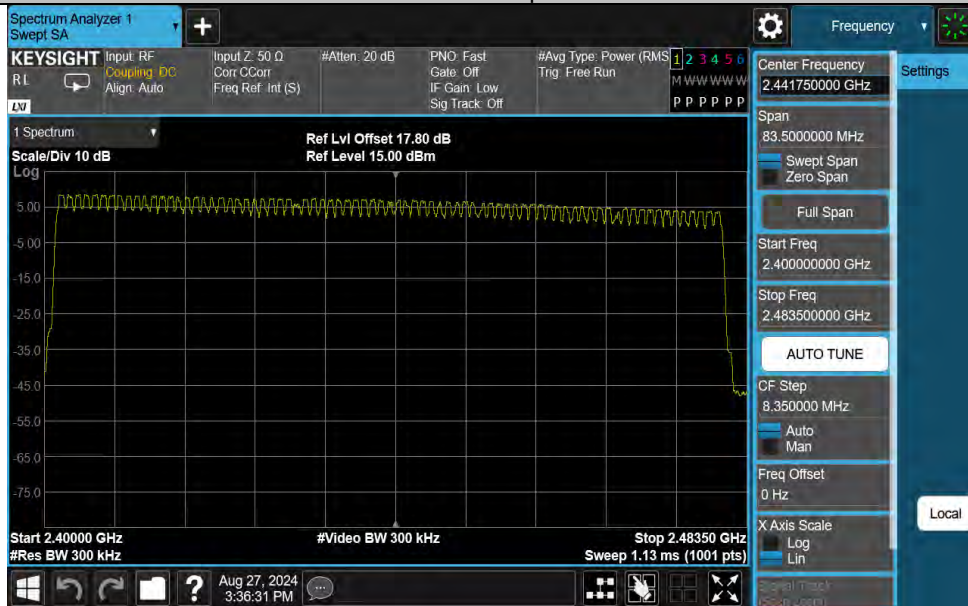 Spectrum Analyzer 1
Swept SA
+
Frequency
KEYSIGHT
RL
LXI
Input: RF
Coupling: DC
Align: Auto
Input Z: 50 Ω
Corr CCorr
Freq Ref: Int (S)
#Atten: 20 dB
PNO: Fast
Gate: Off
IF Gain: Low
Sig Track: Off
#Avg Type: Power (RMS
Trig: Free Run
1 2 3 4 5 6
M W W W W W
P P P P P P
1 Spectrum
Scale/Div 10 dB
Log
Ref Lvl Offset 17.80 dB
Ref Level 15.00 dBm
5.00
-5.00
-15.0
-25.0
-35.0
-45.0
-55.0
-65.0
-75.0
Start 2.40000 GHz
#Res BW 300 kHz
#Video BW 300 kHz
Stop 2.48350 GHz
Sweep 1.13 ms (1001 pts)
Center Frequency
2.441750000 GHz
Span
83.5000000 MHz
Swept Span
Zero Span
Full Span
Start Freq
2.400000000 GHz
Stop Freq
2.483500000 GHz
AUTO TUNE
CF Step
8.350000 MHz
Auto
Man
Freq Offset
0 Hz
X Axis Scale
Log
Lin
Signal Track
(Span Zoom)
Settings
Local
?
Aug 27, 2024
3:36:31 PM